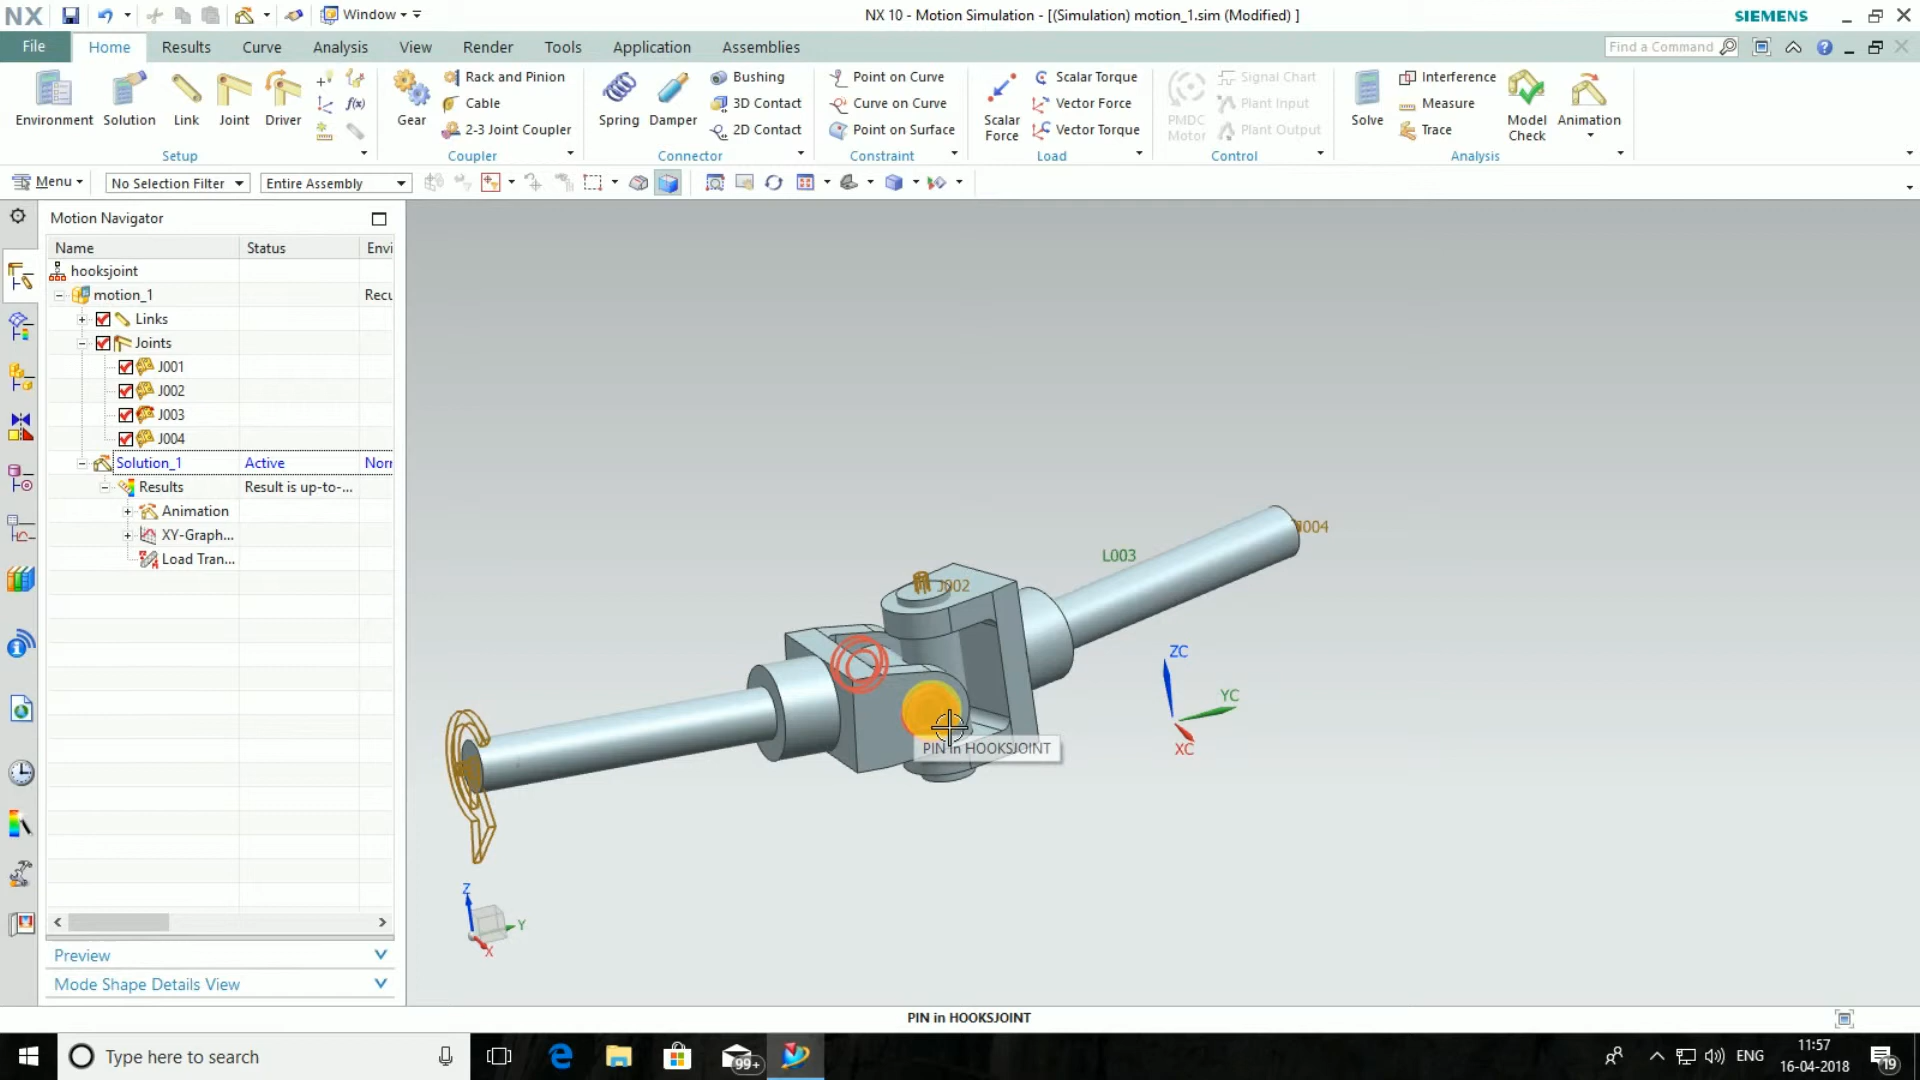 NX
Window
NX 10 - Motion Simulation - [(Simulation) motion_1.sim (Modified) ]
SIEMENS
File
Home
Results
Curve
Analysis
View
Render
Tools
Application
Assemblies
Find a Command
Environment
Solution
Link
Joint
Driver
f(x)
Setup
Gear
Rack and Pinion
Cable
2-3 Joint Coupler
Coupler
Spring
Damper
Bushing
3D Contact
2D Contact
Connector
Point on Curve
Curve on Curve
Point on Surface
Constraint
Scalar
Force
Scalar Torque
Vector Force
Vector Torque
Load
PMDC
Motor
Signal Chart
Plant Input
Plant Output
Control
Solve
Interference
Measure
Trace
Model
Check
Animation
Analysis
Menu
No Selection Filter
Entire Assembly
Motion Navigator
Name
Status
Envi
hooksjoint
motion_1
Recu
Links
Joints
J001
J002
J003
J004
Solution_1
Active
Norr
Results
Result is up-to-...
Animation
XY-Graph...
Load Tran...
Preview
Mode Shape Details View
J004
L003
J002
PIN in HOOKSJOINT
ZC
YC
XC
Z
Y
X
PIN in HOOKSJOINT
Type here to search
99+
ENG
11:57
16-04-2018
19